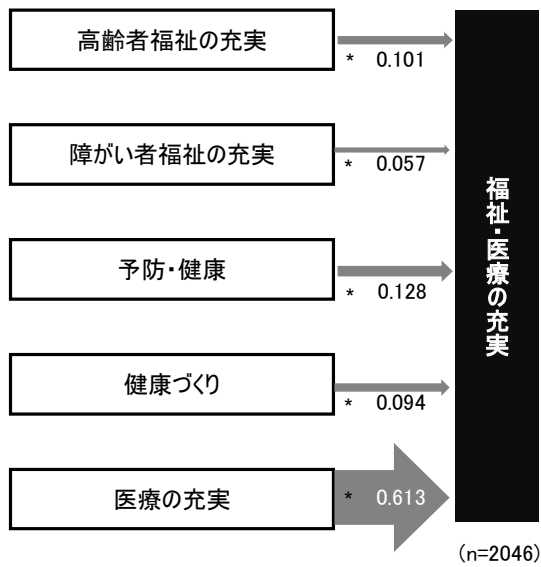 高齢者福祉の充実
* 0.101
障がい者福祉の充実
* 0.057
予防・健康
* 0.128
健康づくり
* 0.094
医療の充実
* 0.613
福祉・医療の充実
(n=2046)